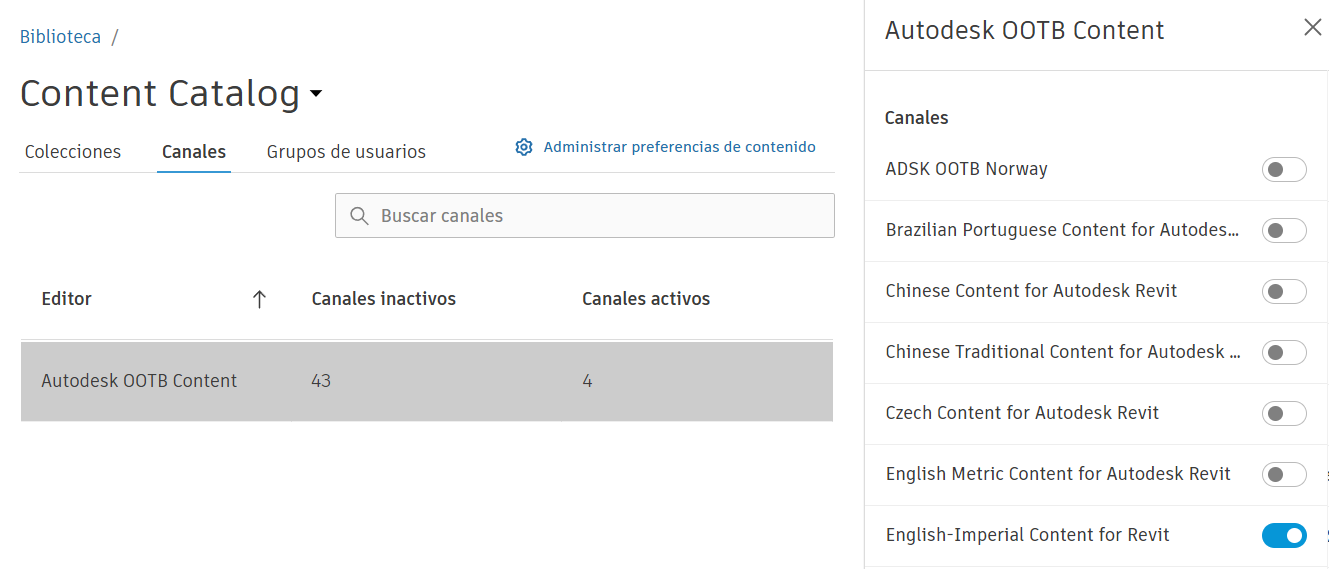 Biblioteca /
Content Catalog
Colecciones Canales Grupos de usuarios Administrar preferencias de contenido
Buscar canales
Editor Canales inactivos Canales activos
Autodesk OOTB Content 43 4
Autodesk OOTB Content
Canales
ADSK OOTB Norway
Brazilian Portuguese Content for Autodes...
Chinese Content for Autodesk Revit
Chinese Traditional Content for Autodesk ...
Czech Content for Autodesk Revit
English Metric Content for Autodesk Revit
English-Imperial Content for Revit